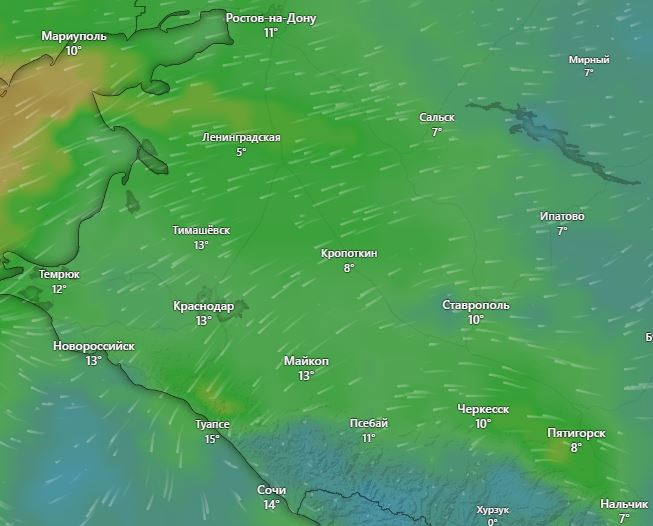 Ростов-на-Дону
11°
Мариуполь
10°
Мирный
7°
Сальск
7°
Ленинградская
5°
Ипатово
7°
Тимашёвск
13°
Кропоткин
8°
Темрюк
12°
Краснодар
13°
Ставрополь
10°
Новороссийск
13°
Майкоп
13°
Черкесск
10°
Туапсе
15°
Псебай
11°
Пятигорск
8°
Сочи
14°
Хурзук
0°
Нальчик
7°